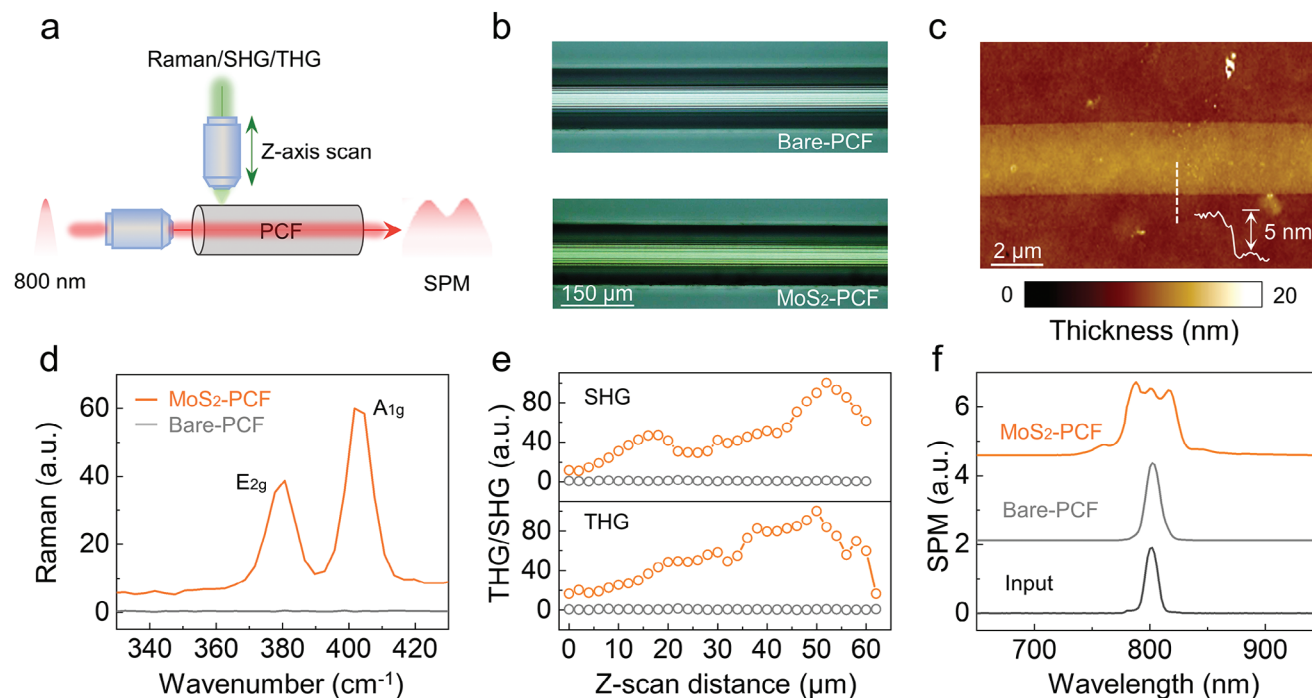 a
Raman/SHG/THG
Z-axis scan
PCF
800 nm
SPM
b
Bare-PCF
MoS₂-PCF
150 μm
c
5 nm
2 μm
0
20
Thickness (nm)
d
MoS₂-PCF
Bare-PCF
E₂g
A₁g
60
40
20
0
Raman (a.u.)
340
360
380
400
420
Wavenumber (cm⁻¹)
e
SHG
80
40
0
THG
80
40
0
THG/SHG (a.u.)
0
10
20
30
40
50
60
Z-scan distance (μm)
f
MoS₂-PCF
Bare-PCF
Input
6
4
2
0
SPM (a.u.)
700
800
900
Wavelength (nm)